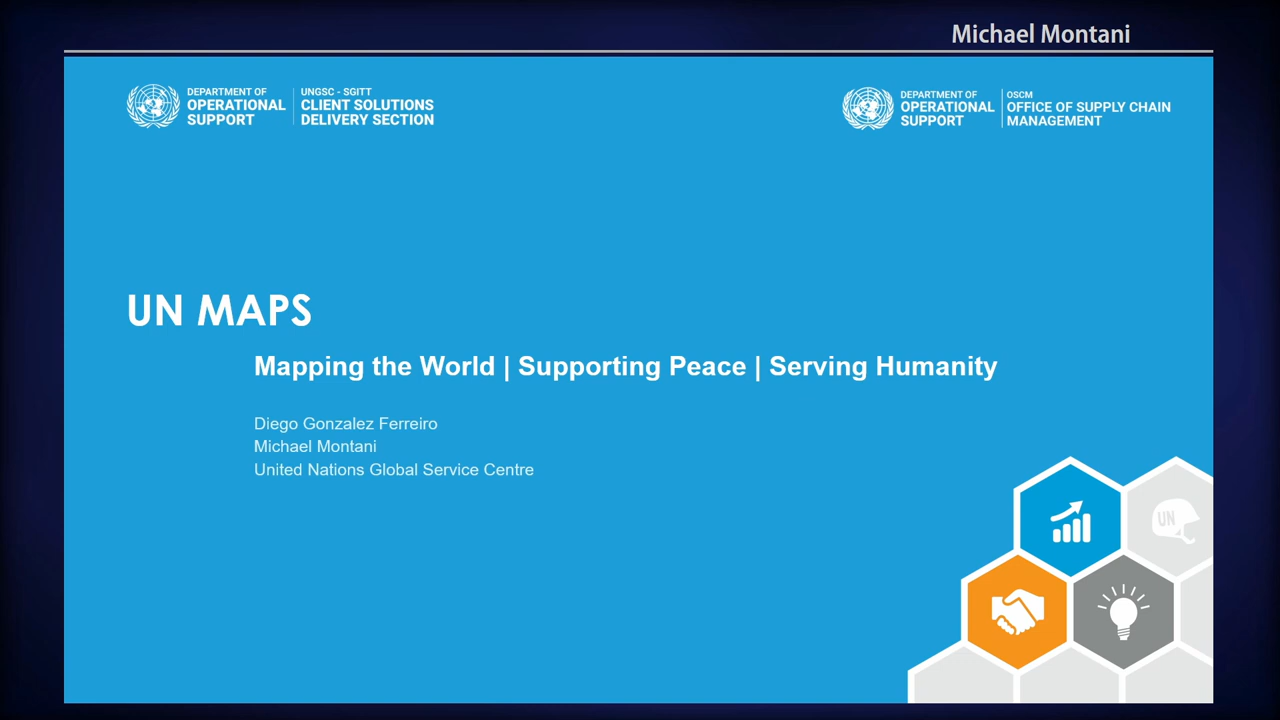 Michael Montani
DEPARTMENT OF
OPERATIONAL
SUPPORT
UNGSC - SGITT
CLIENT SOLUTIONS
DELIVERY SECTION
DEPARTMENT OF
OPERATIONAL
SUPPORT
OSCM
OFFICE OF SUPPLY CHAIN
MANAGEMENT
UN MAPS
Mapping the World | Supporting Peace | Serving Humanity
Diego Gonzalez Ferreiro
Michael Montani
United Nations Global Service Centre
UN